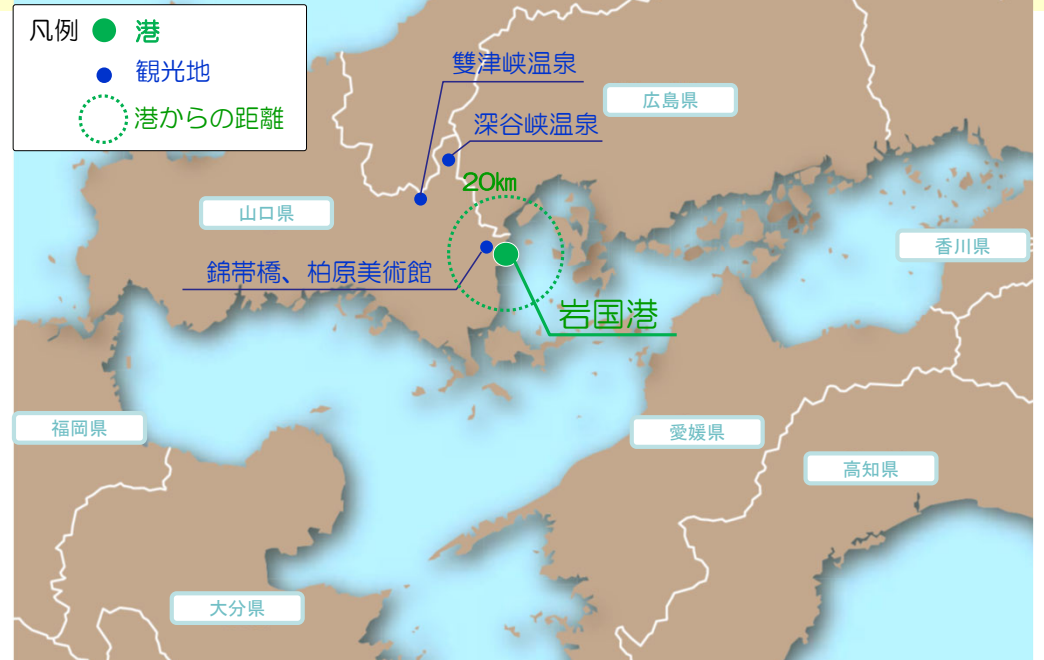 凡例 港
観光地
港からの距離
雙津峡温泉
広島県
深谷峡温泉
20km
山口県
香川県
錦帯橋、柏原美術館
岩国港
福岡県
愛媛県
高知県
大分県